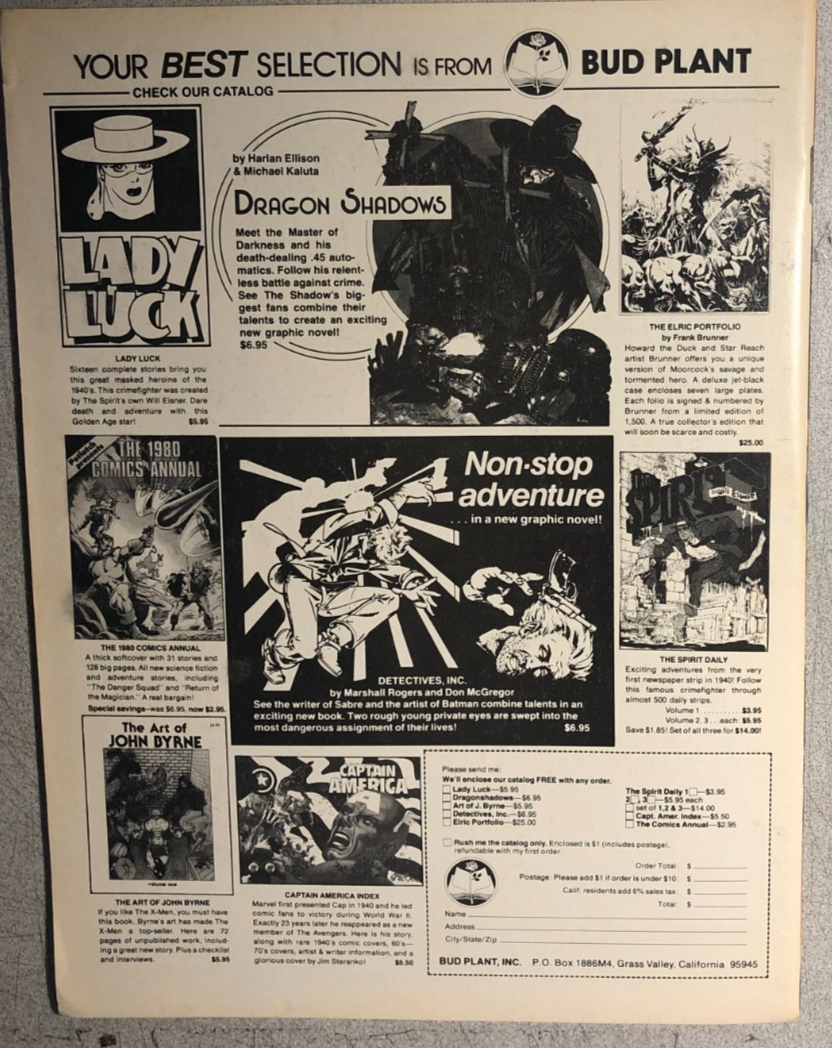 YOUR BEST SELECTION IS FROM BUD PLANT
CHECK OUR CATALOG
LADY
LUCK
LADY LUCK
Sixteen complete stories bring you
this great masked heroine of the
1940's. This crimefighter was created
by The Spirit's own Will Eisner. Dare
death and adventure with this
Golden Age star! $5.95
by Harlan Ellison
& Michael Kaluta
DRAGON SHADOWS
Meet the Master of
Darkness and his
death-dealing .45 auto-
matics. Follow his relent-
less battle against crime.
See The Shadow's big-
gest fans combine their
talents to create an exciting
new graphic novel!
$6.95
THE ELRIC PORTFOLIO
by Frank Brunner
Howard the Duck and Star Reach
artist Brunner offers you a unique
version of Moorcock's savage and
tormented hero. A deluxe jet-black
case encloses seven large plates.
Each folio is signed & numbered by
Brunner from a limited edition of
1,500. A true collector's edition that
will soon be scarce and costly.
$25.00
THE 1980
COMICS ANNUAL
THE 1980 COMICS ANNUAL
A thick softcover with 31 stories and
128 big pages. All new science fiction
and adventure stories, including
"The Danger Squad" and "Return of
the Magician." A real bargain!
Special savings-was $6.95, now $2.95.
Non-stop
adventure
. . . in a new graphic novel!
DETECTIVES, INC.
by Marshall Rogers and Don McGregor
See the writer of Sabre and the artist of Batman combine talents in an
exciting new book. Two rough young private eyes are swept into the
most dangerous assignment of their lives! $6.95
THE
SPIRIT
THE SPIRIT DAILY
Exciting adventures from the very
first newspaper strip in 1940! Follow
this famous crimefighter through
almost 500 daily strips.
Volume 1 .......... $3.95
Volume 2, 3 ... each: $5.95
Save $1.85! Set of all three for $14.00!
The Art of
JOHN BYRNE
volume one
THE ART OF JOHN BYRNE
If you like The X-Men, you must have
this book. Byrne's art has made The
X-Men a top-seller. Here are 72
pages of unpublished work, includ-
ing a great new story. Plus a checklist
and interviews. $5.95
CAPTAIN
AMERICA
CAPTAIN AMERICA INDEX
Marvel first presented Cap in 1940 and he led
comic fans to victory during World War II.
Exactly 23 years later he reappeared as a new
member of The Avengers. Here is his story,
along with rare 1940's comic covers, 60's—
70's covers, artist & writer information, and a
glorious cover by Jim Steranko! $5.50
Please send me:
We'll enclose our catalog FREE with any order.
Lady Luck—$5.95
Dragonshadows—$6.95
Art of J. Byrne—$5.95
Detectives, Inc.—$6.95
Elric Portfolio—$25.00
The Spirit Daily 1 —$3.95
2 , 3 —$5.95 each
set of 1,2 & 3—$14.00
Capt. Amer. Index—$5.50
The Comics Annual—$2.95
Rush me the catalog only. Enclosed is $1 (includes postage),
refundable with my first order.
Order Total: $
Postage: Please add $1 if order is under $10: $
Calif. residents add 6% sales tax: $
Total: $
Name
Address
City/State/Zip
BUD PLANT, INC. P.O. Box 1886M4, Grass Valley, California 95945